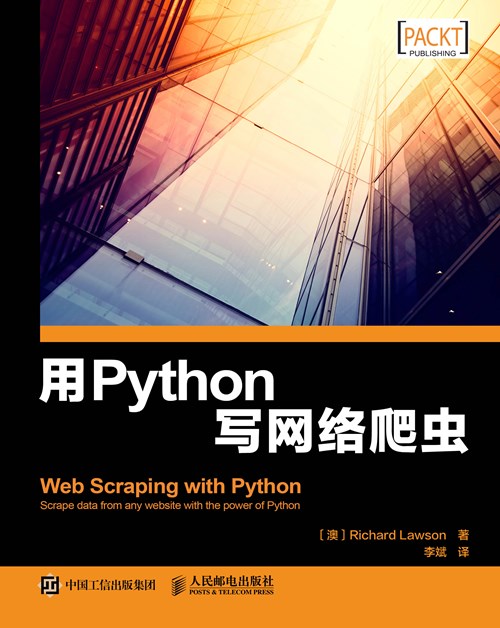 [PACKT]
PUBLISHING
用Python
写网络爬虫
Web Scraping with Python
Scrape data from any website with the power of Python
[澳] Richard Lawson 著
李斌 译
中国工信出版集团 人民邮电出版社
POSTS & TELECOM PRESS